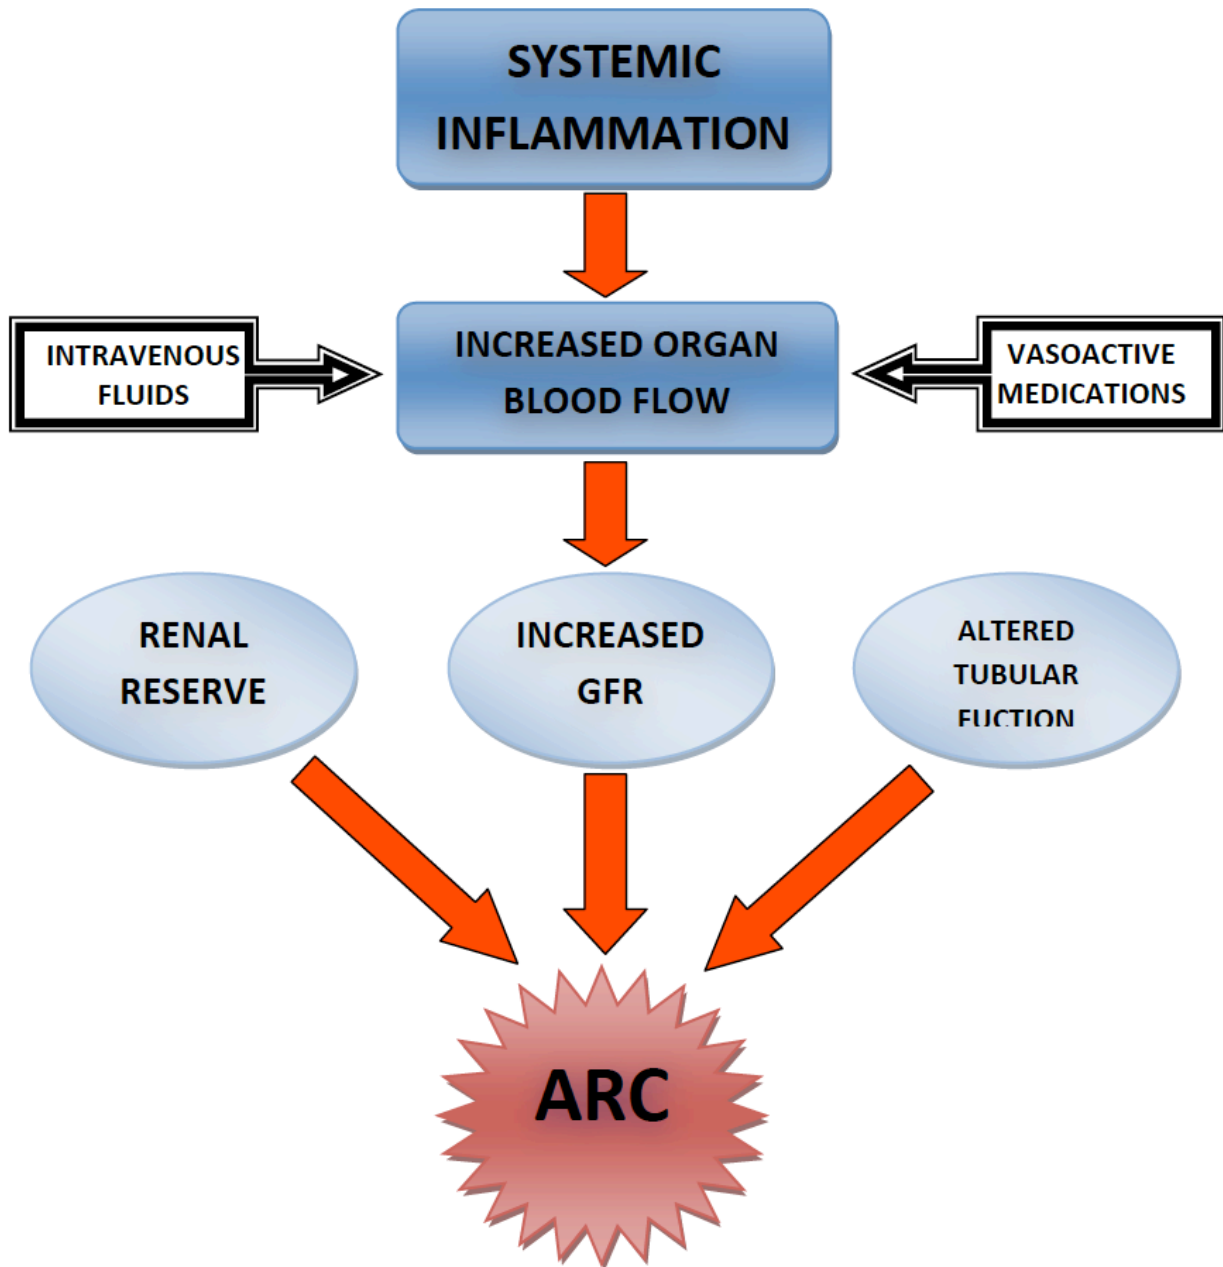 SYSTEMIC
INFLAMMATION
INTRAVENOUS
FLUIDS
INCREASED ORGAN
BLOOD FLOW
VASOACTIVE
MEDICATIONS
RENAL
RESERVE
INCREASED
GFR
ALTERED
TUBULAR
FUCTION
ARC